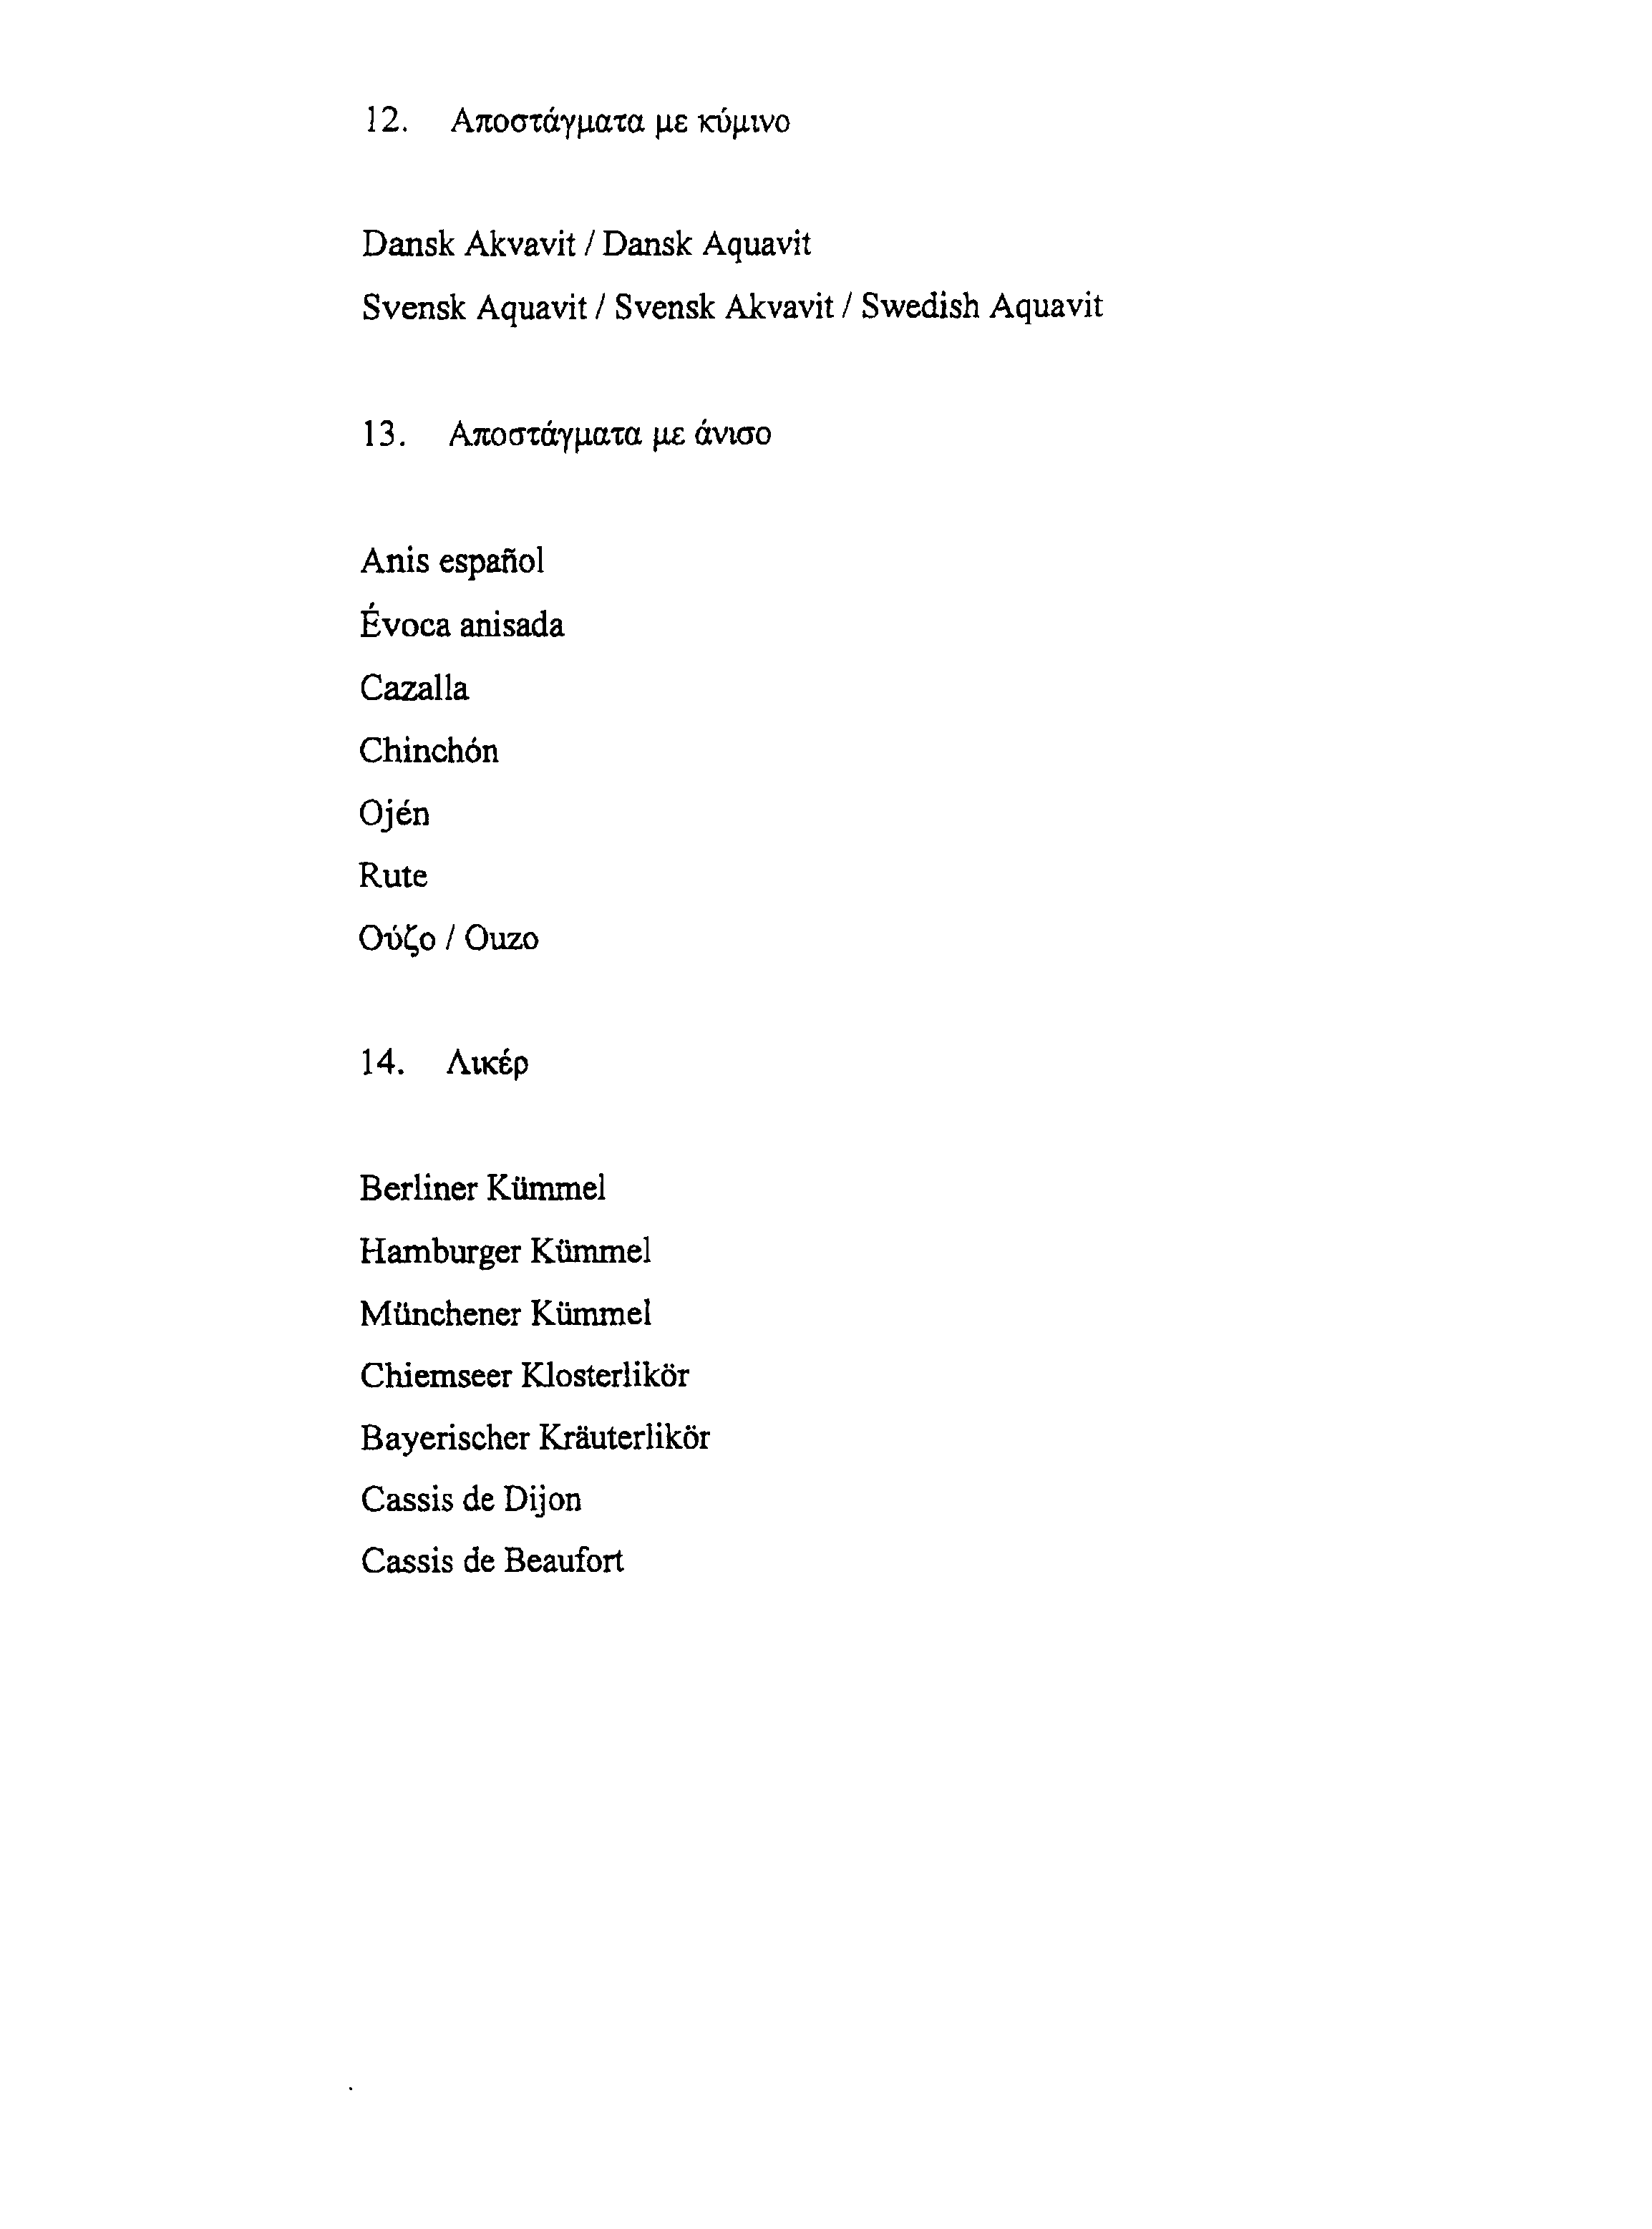 12. Αποστάγματα με κύμινο
Dansk Akvavit / Dansk Aquavit
Svensk Aquavit / Svensk Akvavit / Swedish Aquavit
13. Αποστάγματα με άνισο
Anis español
Évoca anisada
Cazalla
Chinchón
Ojén
Rute
Ούζο / Ouzo
14. Λικέρ
Berliner Kümmel
Hamburger Kümmel
Münchener Kümmel
Chiemseer Klosterlikör
Bayerischer Kräuterlikör
Cassis de Dijon
Cassis de Beaufort